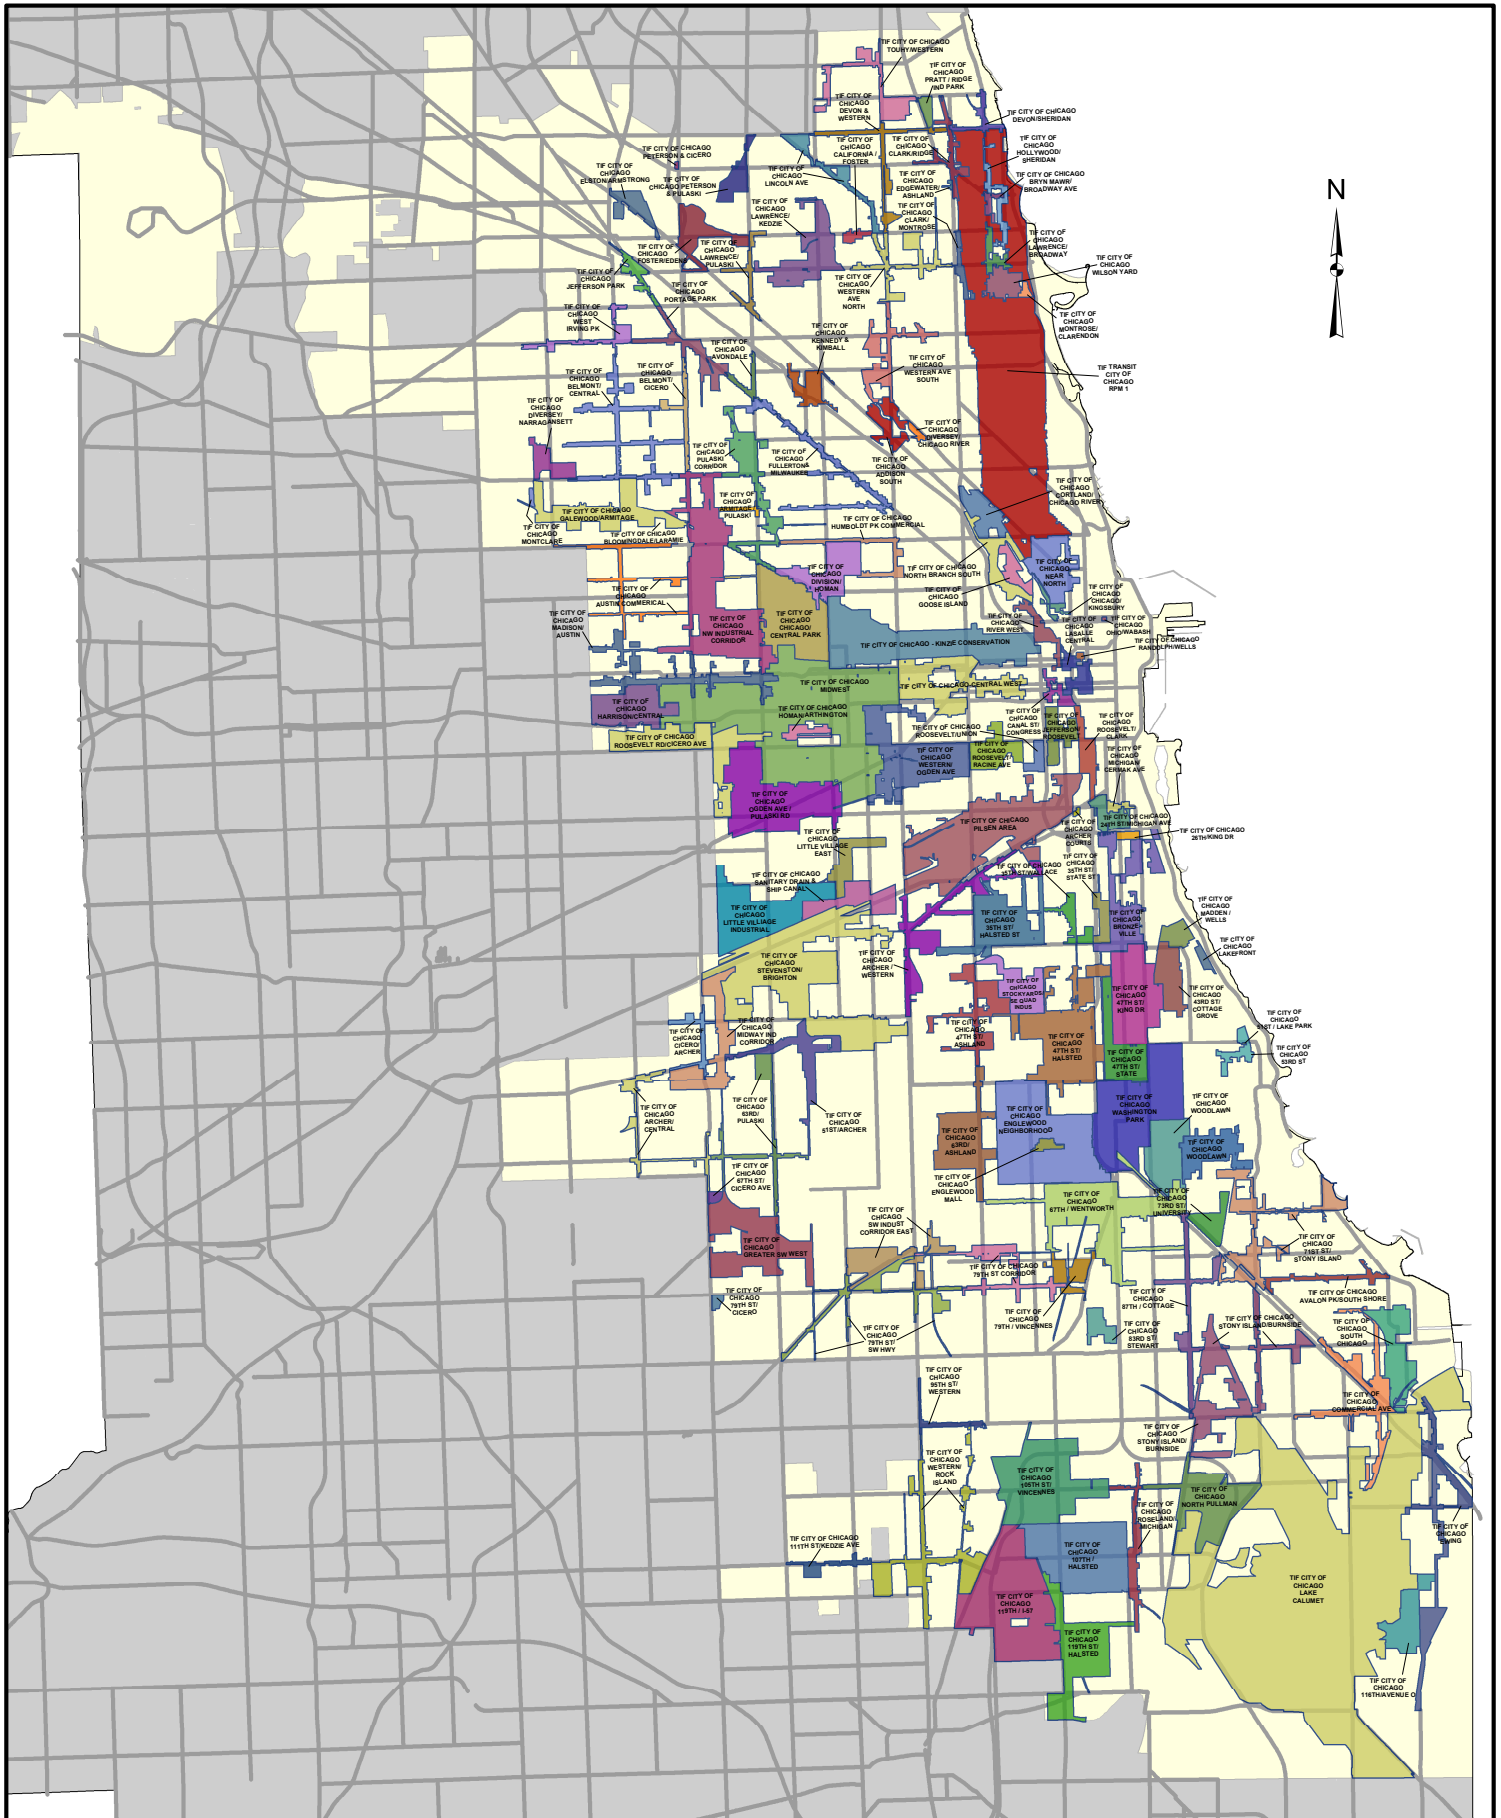 TIF CITY OF CHICAGO
TOUHY/WESTERN
TIF CITY OF
CHICAGO
PRATT / RIDGE
IND PARK
TIF CITY OF
CHICAGO
DEVON &
WESTERN
TIF CITY OF CHICAGO
DEVON/SHERIDAN
TIF CITY OF
CHICAGO
HOLLYWOOD/
SHERIDAN
TIF CITY OF
CHICAGO
CALIFORNIA /
FOSTER
TIF CITY OF
CHICAGO
CLARK/RIDGE
TIF CITY OF CHICAGO
PETERSON & CICERO
TIF CITY OF
CHICAGO
ELSTON/ARMSTRONG
TIF CITY OF
CHICAGO PETERSON
& PULASKI
TIF CITY OF
CHICAGO
LINCOLN AVE
TIF CITY OF
CHICAGO
EDGEWATER/
ASHLAND
TIF CITY OF CHICAGO
BRYN MAWR/
BROADWAY AVE
N
TIF CITY OF
CHICAGO
LAWRENCE/
KEDZIE
TIF CITY OF
CHICAGO
CLARK/
MONTROSE
TIF CITY OF
CHICAGO
LAWRENCE/
BROADWAY
TIF CITY OF
CHICAGO
FOSTER/EDENS
TIF CITY OF
CHICAGO
LAWRENCE/
PULASKI
TIF CITY OF
CHICAGO
WILSON YARD
TIF CITY OF
CHICAGO
JEFFERSON PARK
TIF CITY OF
CHICAGO
PORTAGE PARK
TIF CITY OF
CHICAGO
WESTERN
AVE
NORTH
TIF CITY OF
CHICAGO
WEST
IRVING PK
TIF CITY OF
CHICAGO
MONTROSE/
CLARENDON
TIF CITY OF
CHICAGO
KENNEDY &
KIMBALL
TIF CITY OF
CHICAGO
AVONDALE
TIF CITY OF
CHICAGO
WESTERN AVE
SOUTH
TIF TRANSIT
CITY OF
CHICAGO
RPM 1
TIF CITY OF
CHICAGO
BELMONT/
CENTRAL
TIF CITY OF
CHICAGO
BELMONT/
CICERO
TIF CITY OF
CHICAGO
DIVERSEY/
NARRAGANSETT
TIF CITY OF
CHICAGO
DIVERSEY/
CHICAGO RIVER
TIF CITY OF
CHICAGO
PULASKI
CORRIDOR
TIF CITY OF
CHICAGO
FULLERTON&
MILWAUKEE
TIF CITY OF
CHICAGO
ADDISON
SOUTH
TIF CITY OF
CHICAGO
CORTLAND/
CHICAGO RIVER
TIF CITY OF
CHICAGO
ARMITAGE/
PULASKI
TIF CITY OF CHICAGO
GALEWOOD/ARMITAGE
TIF CITY OF CHICAGO
HUMBOLDT PK COMMERCIAL
TIF CITY OF
CHICAGO
MONTCLARE
TIF CITY OF CHICAGO
BLOOMINGDALE/LARAMIE
TIF CITY OF
CHICAGO
DIVISION/
HOMAN
TIF CITY OF CHICAGO
NORTH BRANCH SOUTH
TIF CITY OF
CHICAGO
NEAR
NORTH
TIF CITY OF
CHICAGO
AUSTIN COMMERICAL
TIF CITY OF
CHICAGO
GOOSE ISLAND
TIF CITY OF
CHICAGO
CHICAGO/
KINGSBURY
TIF CITY OF
CHICAGO
MADISON/
AUSTIN
TIF CITY OF
CHICAGO
NW INDUSTRIAL
CORRIDOR
TIF CITY OF
CHICAGO
CHICAGO/
CENTRAL PARK
TIF CITY OF
CHICAGO
RIVER WEST
TIF CITY OF
CHICAGO
LASALLE
CENTRAL
TIF CITY OF
CHICAGO
OHIO/WABASH
TIF CITY OF CHICAGO
RANDOLPH/WELLS
TIF CITY OF CHICAGO - KINZIE CONSERVATION
TIF CITY OF CHICAGO
MIDWEST
TIF CITY OF CHICAGO-CENTRAL WEST
TIF CITY OF
CHICAGO
HARRISON/CENTRAL
TIF CITY OF CHICAGO
HOMAN/ARTHINGTON
TIF CITY OF
CHICAGO
CANAL ST/
CONGRESS
TIF CITY OF
CHICAGO
JEFFERSON/
ROOSEVELT
TIF CITY OF
CHICAGO
ROOSEVELT/
CLARK
TIF CITY OF CHICAGO
ROOSEVELT/UNION
TIF CITY OF CHICAGO
ROOSEVELT RD/CICERO AVE
TIF CITY OF
CHICAGO
WESTERN/
OGDEN AVE
TIF CITY OF
CHICAGO
ROOSEVELT/
RACINE AVE
TIF CITY OF
CHICAGO
MICHIGAN/
CERMAK AVE
TIF CITY OF
CHICAGO
OGDEN AVE /
PULASKI RD
TIF CITY OF CHICAGO
PILSEN AREA
TIF CITY OF
CHICAGO
ARCHER
COURTS
TIF CITY OF CHICAGO
24TH ST/MICHIGAN AVE
TIF CITY OF CHICAGO
26TH/KING DR
TIF CITY OF
CHICAGO
LITTLE VILLAGE
EAST
TIF CITY OF CHICAGO
35TH ST/WALLACE
TIF CITY OF
CHICAGO
35TH ST/
STATE ST
TIF CITY OF CHICAGO
SANITARY DRAIN &
SHIP CANAL
TIF CITY OF
CHICAGO
LITTLE VILLIAGE
INDUSTRIAL
TIF CITY OF
CHICAGO
35TH ST/
HALSTED ST
TIF CITY OF
CHICAGO
BRONZE-
VILLE
TIF CITY OF
CHICAGO
MADDEN /
WELLS
TIF CITY OF
CHICAGO
LAKEFRONT
TIF CITY OF
CHICAGO
STEVENSTON/
BRIGHTON
TIF CITY OF
CHICAGO
ARCHER /
WESTERN
TIF CITY OF
CHICAGO
STOCKYARDS/
SE QUAD
INDUS
TIF CITY OF
CHICAGO
47TH ST/
KING DR
TIF CITY OF
CHICAGO
43RD ST/
COTTAGE
GROVE
TIF CITY OF
CHICAGO
CICERO/
ARCHER
TIF CITY OF
CHICAGO
MIDWAY IND
CORRIDOR
TIF CITY OF
CHICAGO
47TH ST/
ASHLAND
TIF CITY OF
CHICAGO
47TH ST/
HALSTED
TIF CITY OF
CHICAGO
47TH ST/
STATE
TIF CITY OF
CHICAGO
51ST / LAKE PARK
TIF CITY OF
CHICAGO
53RD ST
TIF CITY OF
CHICAGO
ARCHER/
CENTRAL
TIF CITY OF
CHICAGO
63RD/
PULASKI
TIF CITY OF
CHICAGO
51ST/ARCHER
TIF CITY OF
CHICAGO
63RD/
ASHLAND
TIF CITY OF
CHICAGO
ENGLEWOOD
NEIGHBORHOOD
TIF CITY OF
CHICAGO
WASHINGTON
PARK
TIF CITY OF
CHICAGO
WOODLAWN
TIF CITY OF
CHICAGO
WOODLAWN
TIF CITY OF
CHICAGO
67TH ST/
CICERO AVE
TIF CITY OF
CHICAGO
ENGLEWOOD
MALL
TIF CITY OF
CHICAGO
67TH / WENTWORTH
TIF CITY OF
CHICAGO
73RD ST/
UNIVERSITY
TIF CITY OF
CHICAGO
SW INDUST
CORRIDOR EAST
TIF CITY OF
CHICAGO
GREATER SW WEST
TIF CITY OF
CHICAGO
71ST ST/
STONY ISLAND
TIF CITY OF CHICAGO
79TH ST CORRIDOR
TIF CITY OF
CHICAGO
79TH ST/
CICERO
TIF CITY OF
CHICAGO
87TH / COTTAGE
TIF CITY OF CHICAGO
AVALON PK/SOUTH SHORE
TIF CITY OF
CHICAGO
79TH / VINCENNES
TIF CITY OF
CHICAGO
79TH ST/
SW HWY
TIF CITY OF
CHICAGO
83RD ST/
STEWART
TIF CITY OF CHICAGO
STONY ISLAND/BURNSIDE
TIF CITY OF
CHICAGO
SOUTH
CHICAGO
TIF CITY OF
CHICAGO
95TH ST/
WESTERN
TIF CITY OF
CHICAGO
COMMERCIAL AVE
TIF CITY OF
CHICAGO
STONY ISLAND/
BURNSIDE
TIF CITY OF
CHICAGO
WESTERN/
ROCK
ISLAND
TIF CITY OF
CHICAGO
105TH ST/
VINCENNES
TIF CITY OF
CHICAGO
NORTH PULLMAN
TIF CITY OF
CHICAGO
ROSELAND/
MICHIGAN
TIF CITY OF
CHICAGO
EWING
TIF CITY OF CHICAGO
111TH ST/KEDZIE AVE
TIF CITY OF
CHICAGO
107TH /
HALSTED
TIF CITY OF
CHICAGO
LAKE
CALUMET
TIF CITY OF
CHICAGO
119TH / I-57
TIF CITY OF
CHICAGO
119TH ST/
HALSTED
TIF CITY OF
CHICAGO
116TH/AVENUE O